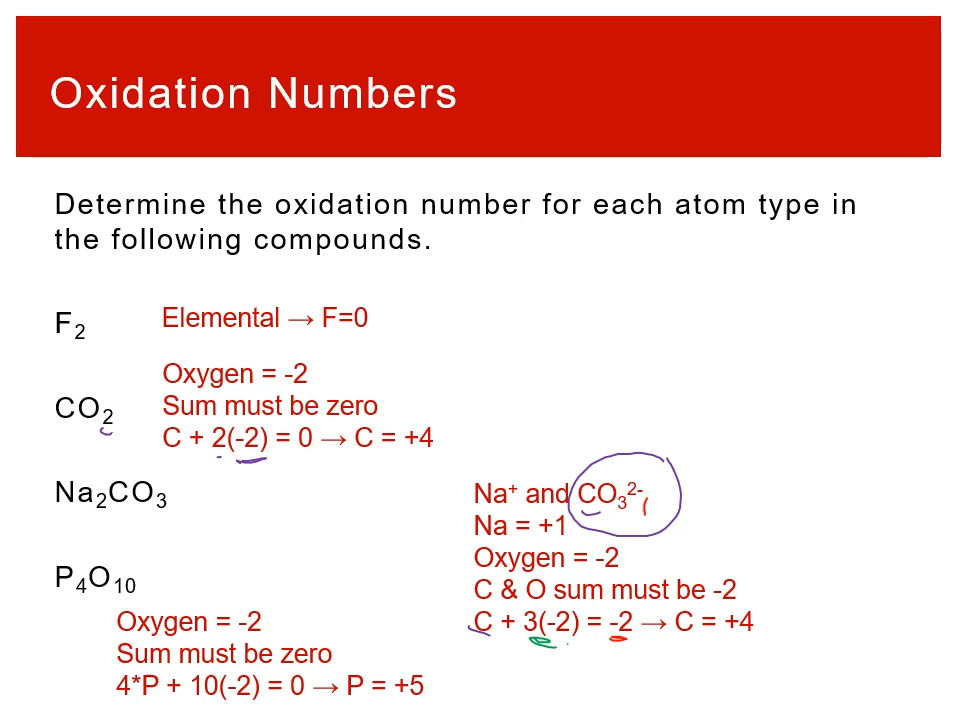 Oxidation Numbers
Determine the oxidation number for each atom type in
the following compounds.
F₂
Elemental → F=0
CO₂
Oxygen = -2
Sum must be zero
C + 2(-2) = 0 → C = +4
Na₂CO₃
Na⁺ and CO₃²⁻
Na = +1
Oxygen = -2
C & O sum must be -2
C + 3(-2) = -2 → C = +4
P₄O₁₀
Oxygen = -2
Sum must be zero
4*P + 10(-2) = 0 → P = +5